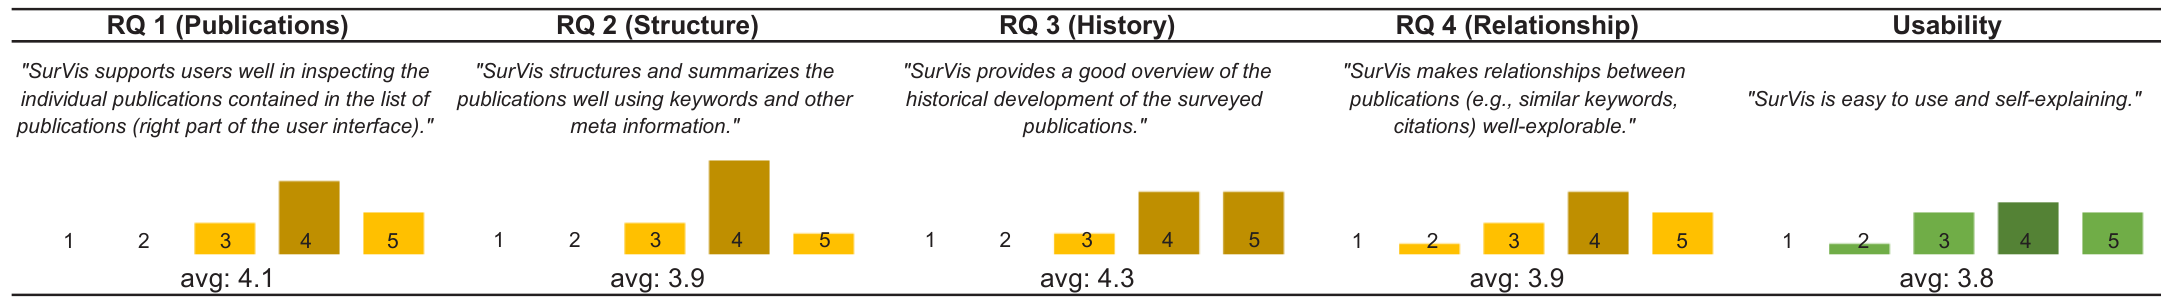 RQ 1 (Publications) RQ 2 (Structure) RQ 3 (History) RQ 4 (Relationship) Usability
"SurVis supports users well in inspecting the
individual publications contained in the list of
publications (right part of the user interface)."
"SurVis structures and summarizes the
publications well using keywords and other
meta information."
"SurVis provides a good overview of the
historical development of the surveyed
publications."
"SurVis makes relationships between
publications (e.g., similar keywords,
citations) well-explorable."
"SurVis is easy to use and self-explaining."
1 2 3 4 5 1 2 3 4 5 1 2 3 4 5 1 2 3 4 5 1 2 3 4 5
avg: 4.1 avg: 3.9 avg: 4.3 avg: 3.9 avg: 3.8